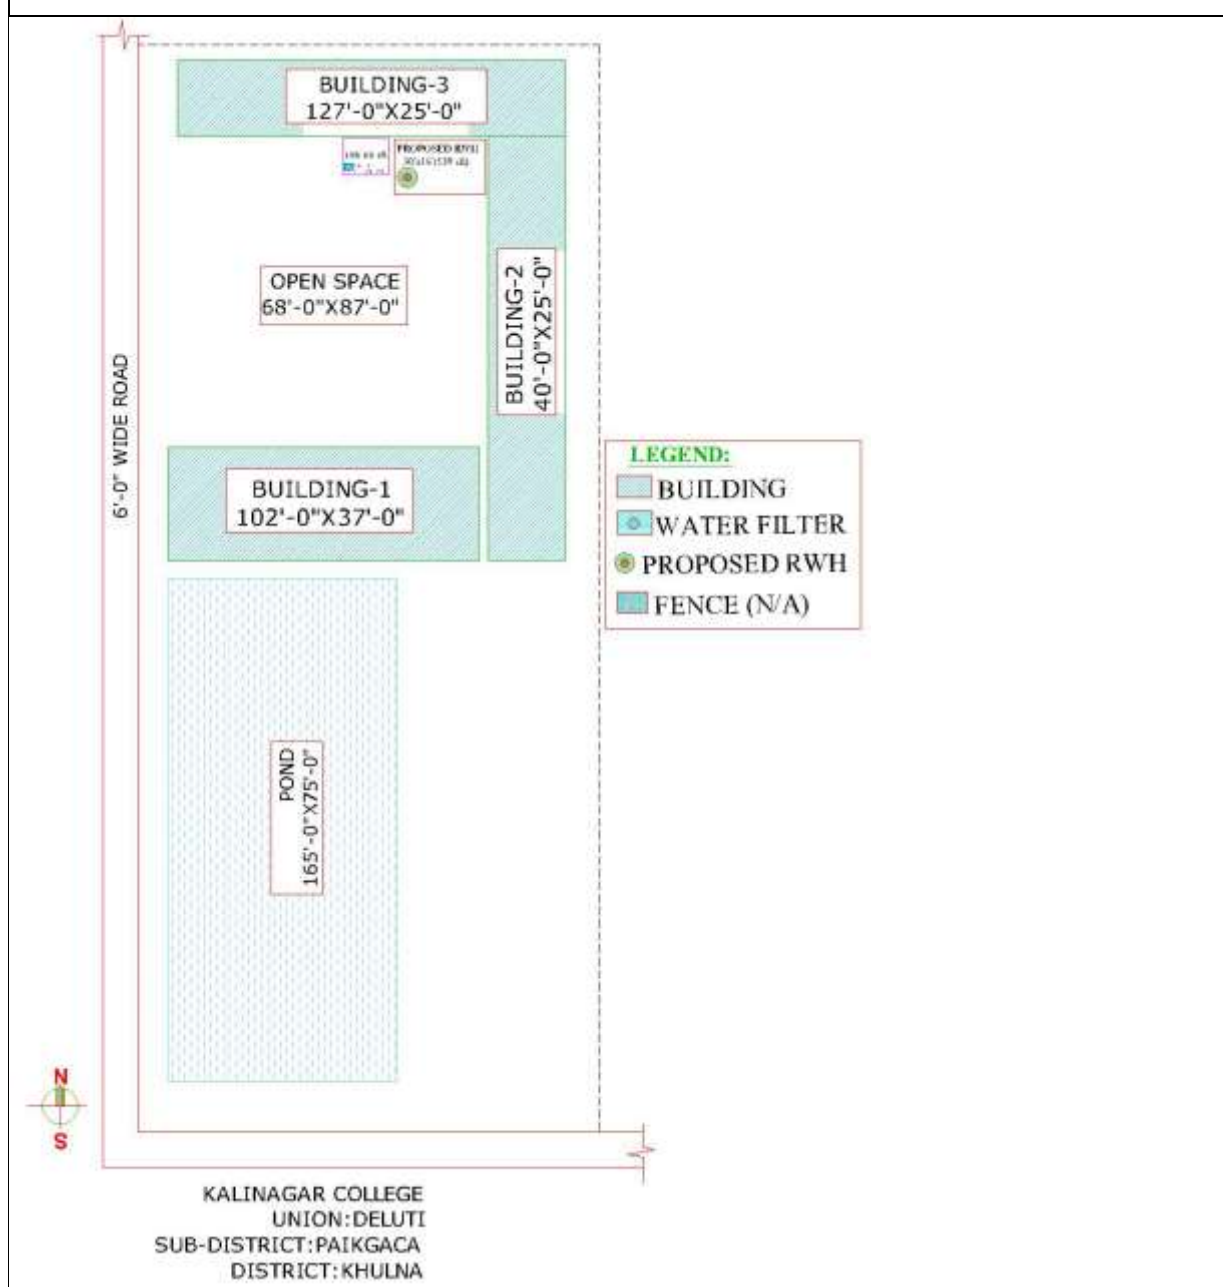 BUILDING-3
127'-0"X25'-0"
PROPOSED RWH
OPEN SPACE
68'-0"X87'-0"
BUILDING-2
40'-0"X25'-0"
6'-0" WIDE ROAD
BUILDING-1
102'-0"X37'-0"
LEGEND:
BUILDING
WATER FILTER
PROPOSED RWH
FENCE (N/A)
POND
165'-0"X75'-0"
N
S
KALINAGAR COLLEGE
UNION:DELUTI
SUB-DISTRICT:PAIKGACA
DISTRICT:KHULNA